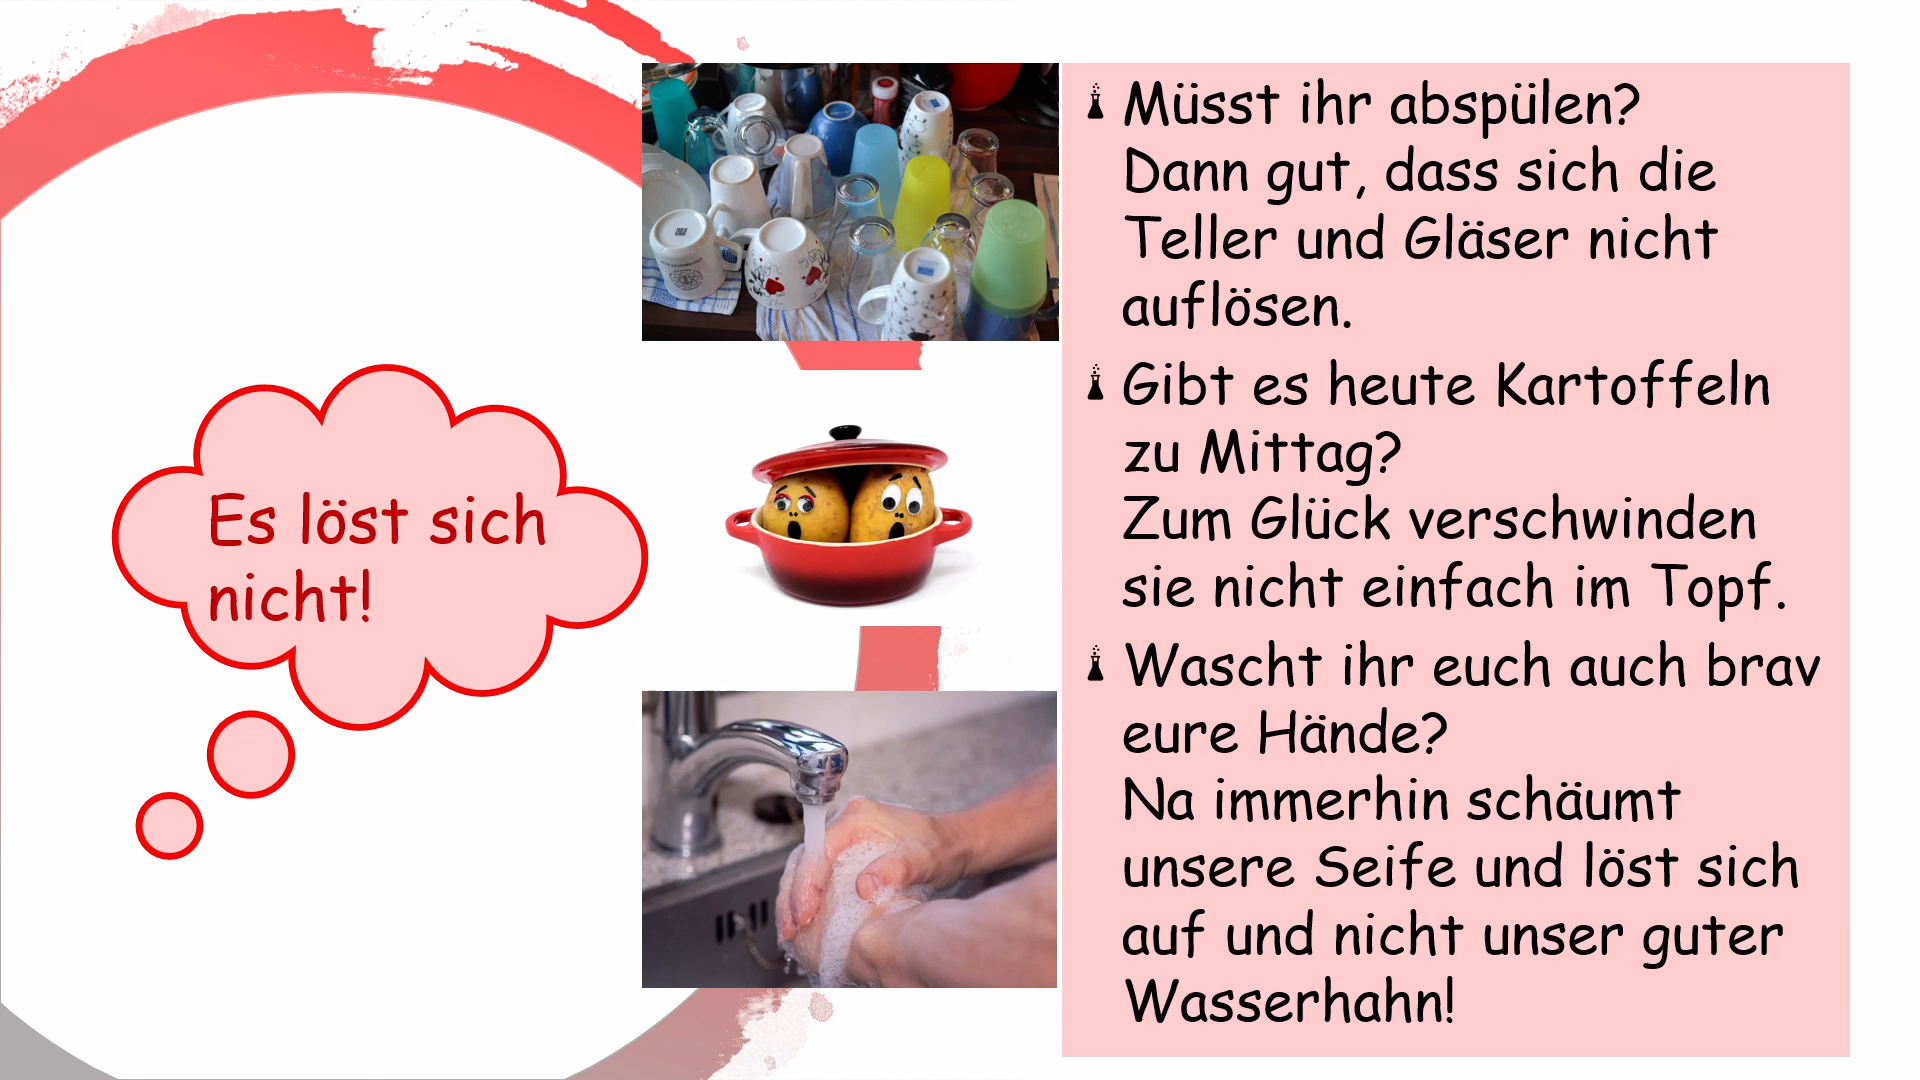 Es löst sich
nicht!
Müsst ihr abspülen?
Dann gut, dass sich die
Teller und Gläser nicht
auflösen.
Gibt es heute Kartoffeln
zu Mittag?
Zum Glück verschwinden
sie nicht einfach im Topf.
Wascht ihr euch auch brav
eure Hände?
Na immerhin schäumt
unsere Seife und löst sich
auf und nicht unser guter
Wasserhahn!